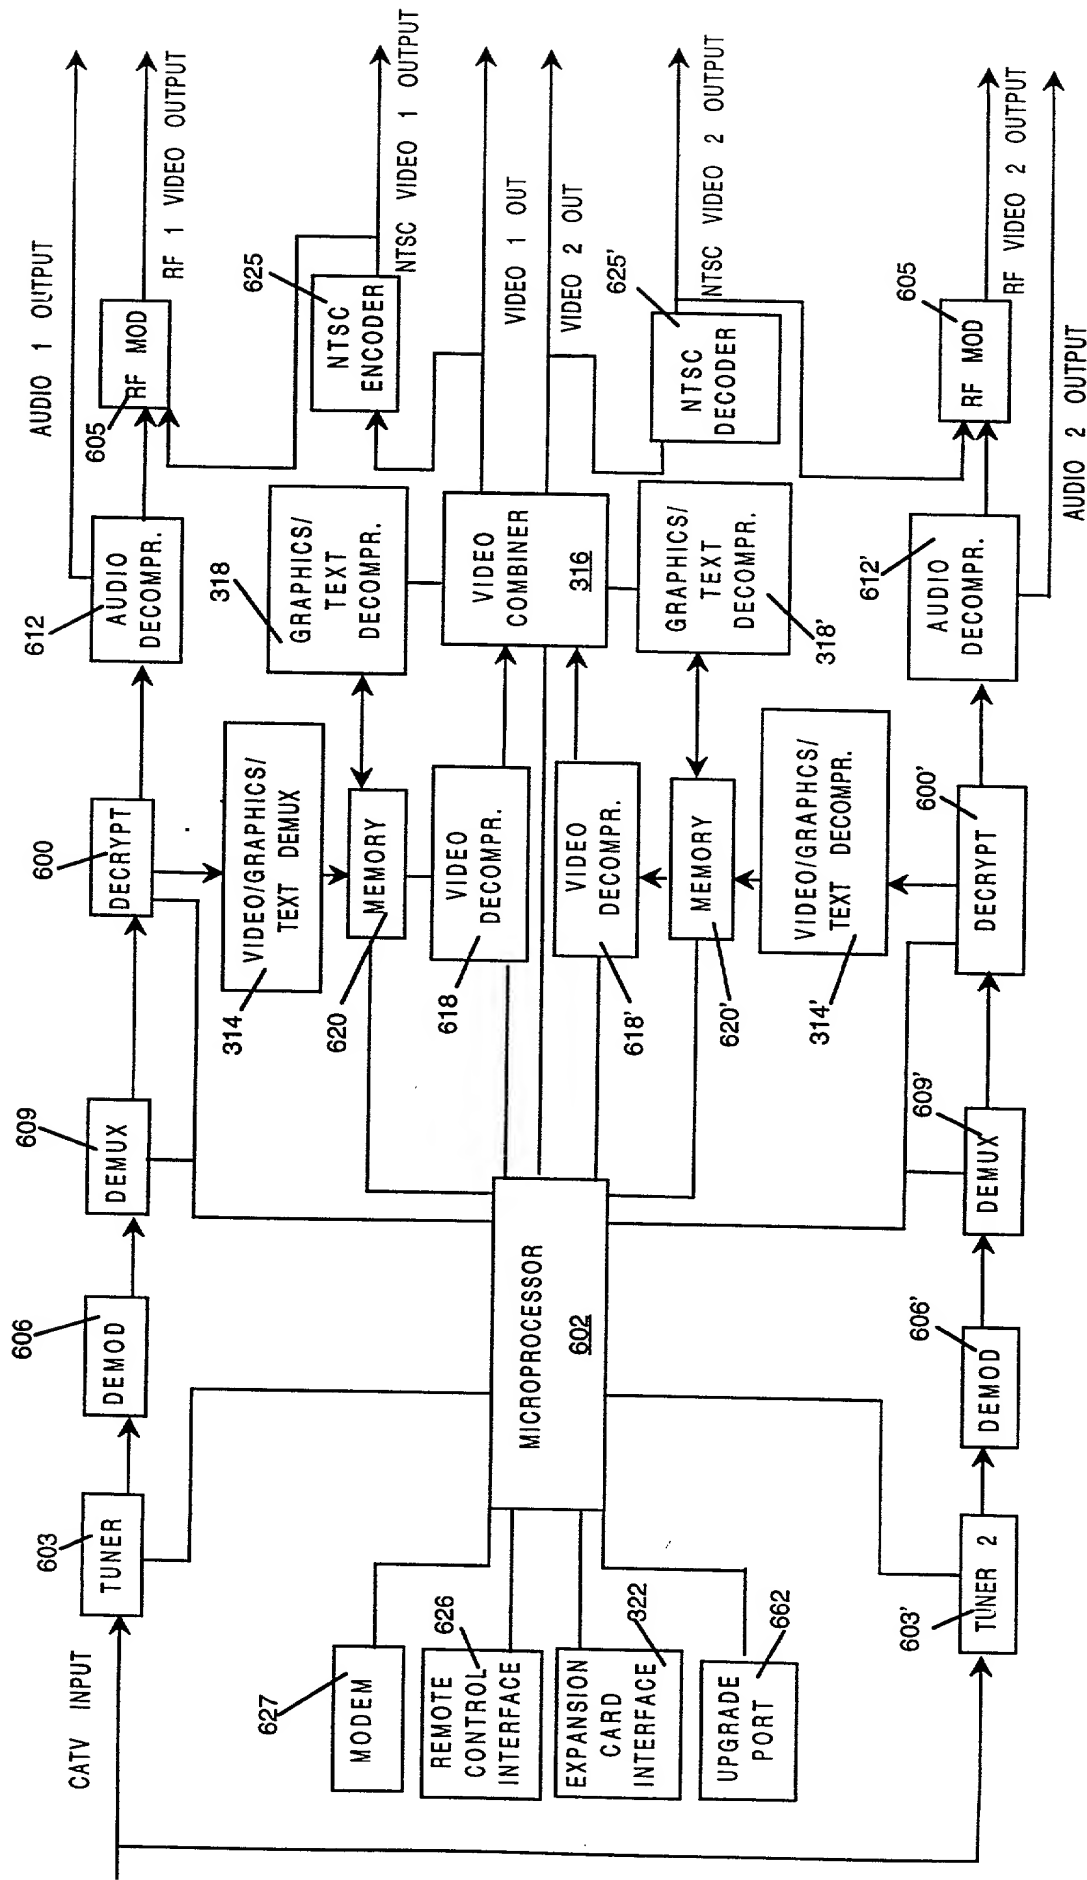 AUDIO 1 OUTPUT
RF 1 VIDEO OUTPUT
NTSC VIDEO 1 OUTPUT
VIDEO 1 OUT
VIDEO 2 OUT
NTSC VIDEO 2 OUTPUT
RF VIDEO 2 OUTPUT
AUDIO 2 OUTPUT
CATV INPUT
603
TUNER
606
DEMOD
609
DEMUX
600
DECRYPT
612
AUDIO
DECOMPR.
605
RF MOD
314
VIDEO/GRAPHICS/
TEXT DEMUX
318
GRAPHICS/
TEXT
DECOMPR.
625
NTSC
ENCODER
620
MEMORY
618
VIDEO
DECOMPR.
VIDEO
COMBINER
316
627
MODEM
626
REMOTE
CONTROL
INTERFACE
MICROPROCESSOR
602
322
EXPANSION
CARD
INTERFACE
662
UPGRADE
PORT
618'
VIDEO
DECOMPR.
620'
MEMORY
318'
GRAPHICS/
TEXT
DECOMPR.
625'
NTSC
DECODER
314'
VIDEO/GRAPHCS/
TEXT DECOMPR.
603'
TUNER 2
606'
DEMOD
609'
DEMUX
600'
DECRYPT
612'
AUDIO
DECOMPR.
605
RF MOD